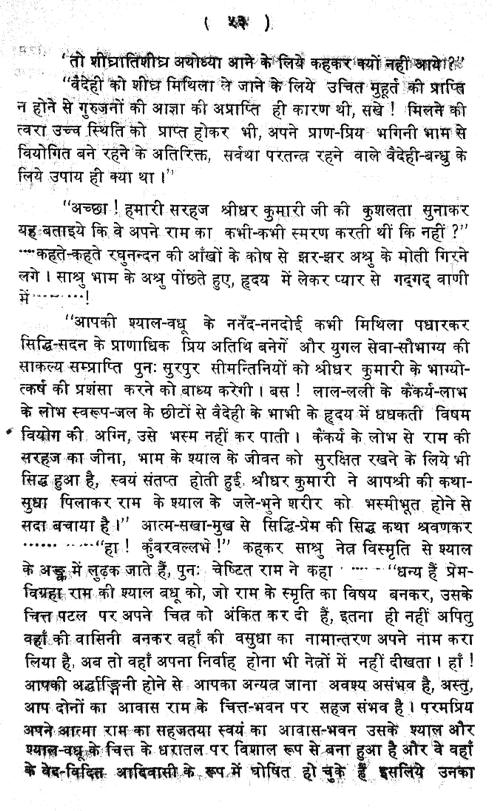 ( ५३ )
"तो शीघ्रातिशीघ्र अयोध्या आने के लिये कहकर क्यों नहीं आये ?"
"वैदेही को शीघ्र मिथिला ले जाने के लिये उचित मुहूर्त की प्राप्ति
न होने से गुरुजनों की आज्ञा की अप्राप्ति ही कारण थी, सखे ! मिलने की
त्वरा उच्च स्थिति को प्राप्त होकर भी, अपने प्राण-प्रिय भगिनी भाम से
वियोगित बने रहने के अतिरिक्त, सर्वथा परतन्त्र रहने वाले वैदेही-बन्धु के
लिये उपाय ही क्या था ।"
"अच्छा ! हमारी सरहज श्रीधर कुमारी जी की कुशलता सुनाकर
यह बताइये कि वे अपने राम का कभी-कभी स्मरण करती थीं कि नहीं ?"
····कहते-कहते रघुनन्दन की आंखों के कोष से झर-झर अश्रु के मोती गिरने
लगे । साश्रु भाम के अश्रु पोंछते हुए, हृदय में लेकर प्यार से गद्गद् वाणी
में ········!
"आपकी श्याल-वधू के ननँद-ननदोई कभी मिथिला पधारकर
सिद्धि-सदन के प्राणाधिक प्रिय अतिथि बनेगें और युगल सेवा-सौभाग्य की
साकल्य सम्प्राप्ति पुनः सुरपुर सीमन्तिनियों को श्रीधर कुमारी के भाग्यो-
त्कर्ष की प्रशंसा करने को बाध्य करेगी । बस ! लाल-लली के कैंकर्य-लाभ
के लोभ स्वरूप-जल के छीटों से वैदेही के भाभी के हृदय में धधकती विषम
वियोग की अग्नि, उसे भस्म नहीं कर पाती । कैंकर्य के लोभ से राम की
सरहज का जीना, भाम के श्याल के जीवन को सुरक्षित रखने के लिये भी
सिद्ध हुआ है, स्वयं संतप्त होती हुई श्रीधर कुमारी ने आपश्री की कथा-
सुधा पिलाकर राम के श्याल के जले-भुने शरीर को भस्मीभूत होने से
सदा बचाया है ।" आत्म-सखा-मुख से सिद्धि-प्रेम की सिद्ध कथा श्रवणकर
········ ····"हा ! कुँवरवल्लभे !" कहकर साश्रु नेत्र विस्मृति से श्याल
के अङ्क में लुढ़क जाते हैं, पुनः चेष्टित राम ने कहा ········"धन्य हैं प्रेम-
विग्रहा राम की श्याल बधू को, जो राम के स्मृति का विषय बनकर, उसके
चित्त पटल पर अपने चित्र को अंकित कर दी हैं, इतना ही नहीं अपितु
वहाँ की वासिनी बनकर वहाँ की वसुधा का नामान्तरण अपने नाम करा
लिया है, अब तो वहाँ अपना निर्वाह होना भी नेत्रों में नहीं दीखता । हाँ !
आपकी अर्द्धाङ्गिनी होने से आपका अन्यत्र जाना अवश्य असंभव है, अस्तु,
आप दोनों का आवास राम के चित्त-भवन पर सहज संभव है । परमप्रिय
अपने आत्मा राम का सहजतया स्वयं का आवास-भवन उसके श्याल और
श्याल-वधू के चित्त के धरातल पर विशाल रूप से बना हुआ है और वे वहाँ
के वेद-विदित आदिवासी के रूप में घोषित हो चुके हैं इसलिये उनका